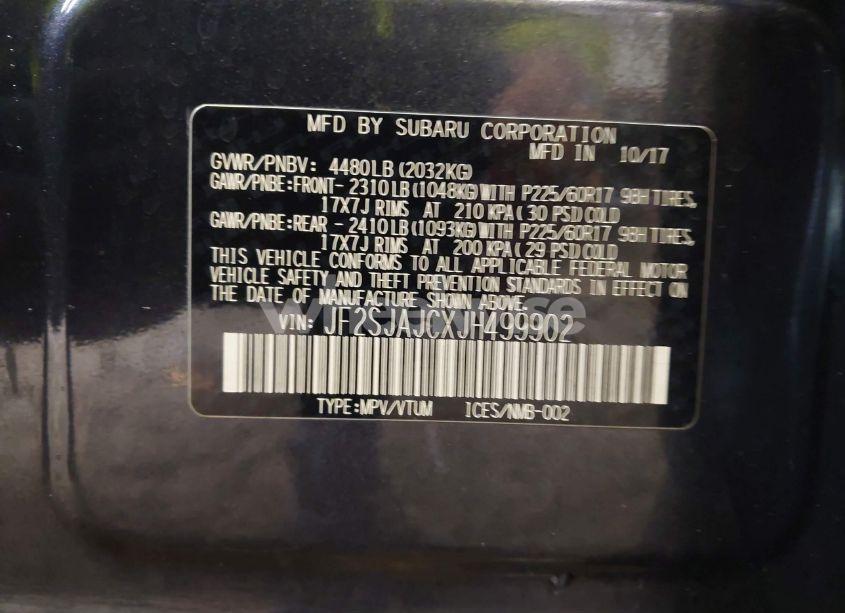 MFD BY SUBARU CORPORATION
MFD IN 10/17
GVWR/PNBV: 4480LB(2032KG)
GAWR/PNBE:FRONT-2310LB(1048KG)WITH P225/60R17 98H TIRES,
17X7J RIMS AT 210 KPA(30 PSI)COLD
GAWR/PNBE:REAR -2410LB(1093KG)WITH P225/60R17 98H TIRES,
17X7J RIMS AT 200 KPA(29 PSI)COLD
THIS VEHICLE CONFORMS TO ALL APPLICABLE FEDERAL MOTOR
VEHICLE SAFETY AND THEFT PREVENTION STANDARDS IN EFFECT ON
THE DATE OF MANUFACTURE SHOWN ABOVE.
VIN: JF2SJAJCXJH499902
TYPE:MPV/VTUM ICES/NMB-002